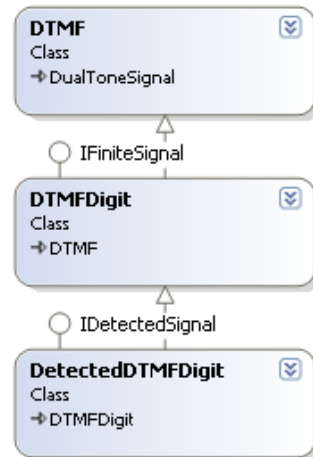 DTMF
Class
DualToneSignal
IFiniteSignal
DTMFDigit
Class
DTMF
IDetectedSignal
DetectedDTMFDigit
Class
DTMFDigit